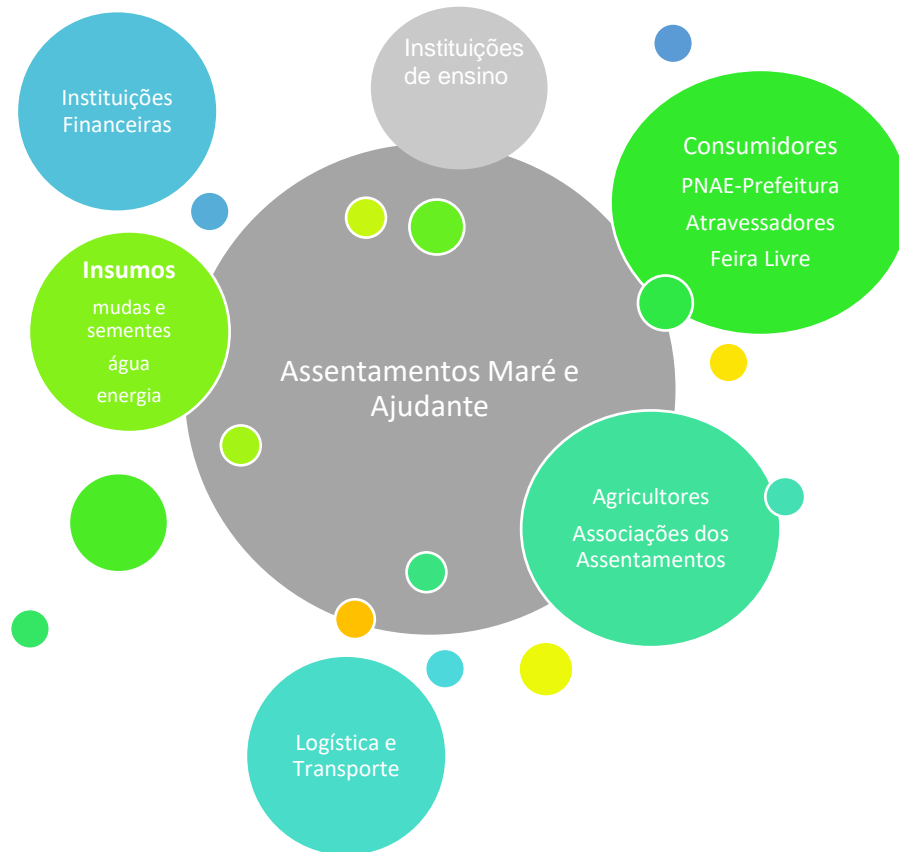 Instituições
Financeiras
Instituições
de ensino
Consumidores
PNAE-Prefeitura
Atravessadores
Feira Livre
Insumos
mudas e
sementes
água
energia
Assentamentos Maré e
Ajudante
Agricultores
Associações dos
Assentamentos
Logística e
Transporte